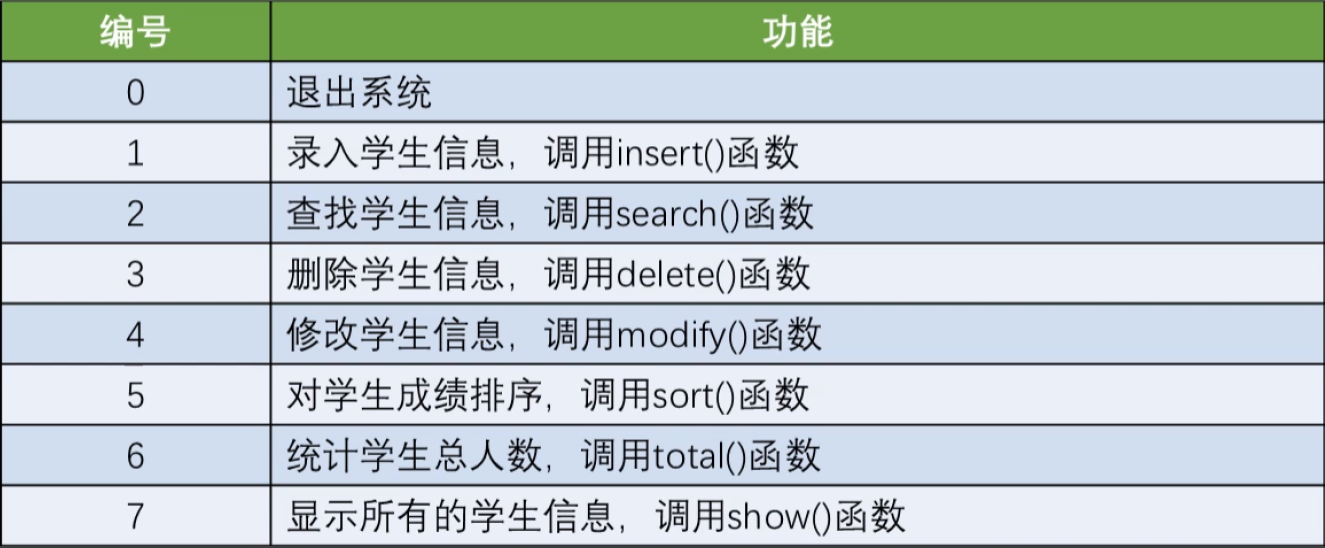 编号 功能
0 退出系统
1 录入学生信息，调用insert()函数
2 查找学生信息，调用search()函数
3 删除学生信息，调用delete()函数
4 修改学生信息，调用modify()函数
5 对学生成绩排序，调用sort()函数
6 统计学生总人数，调用total()函数
7 显示所有的学生信息，调用show()函数